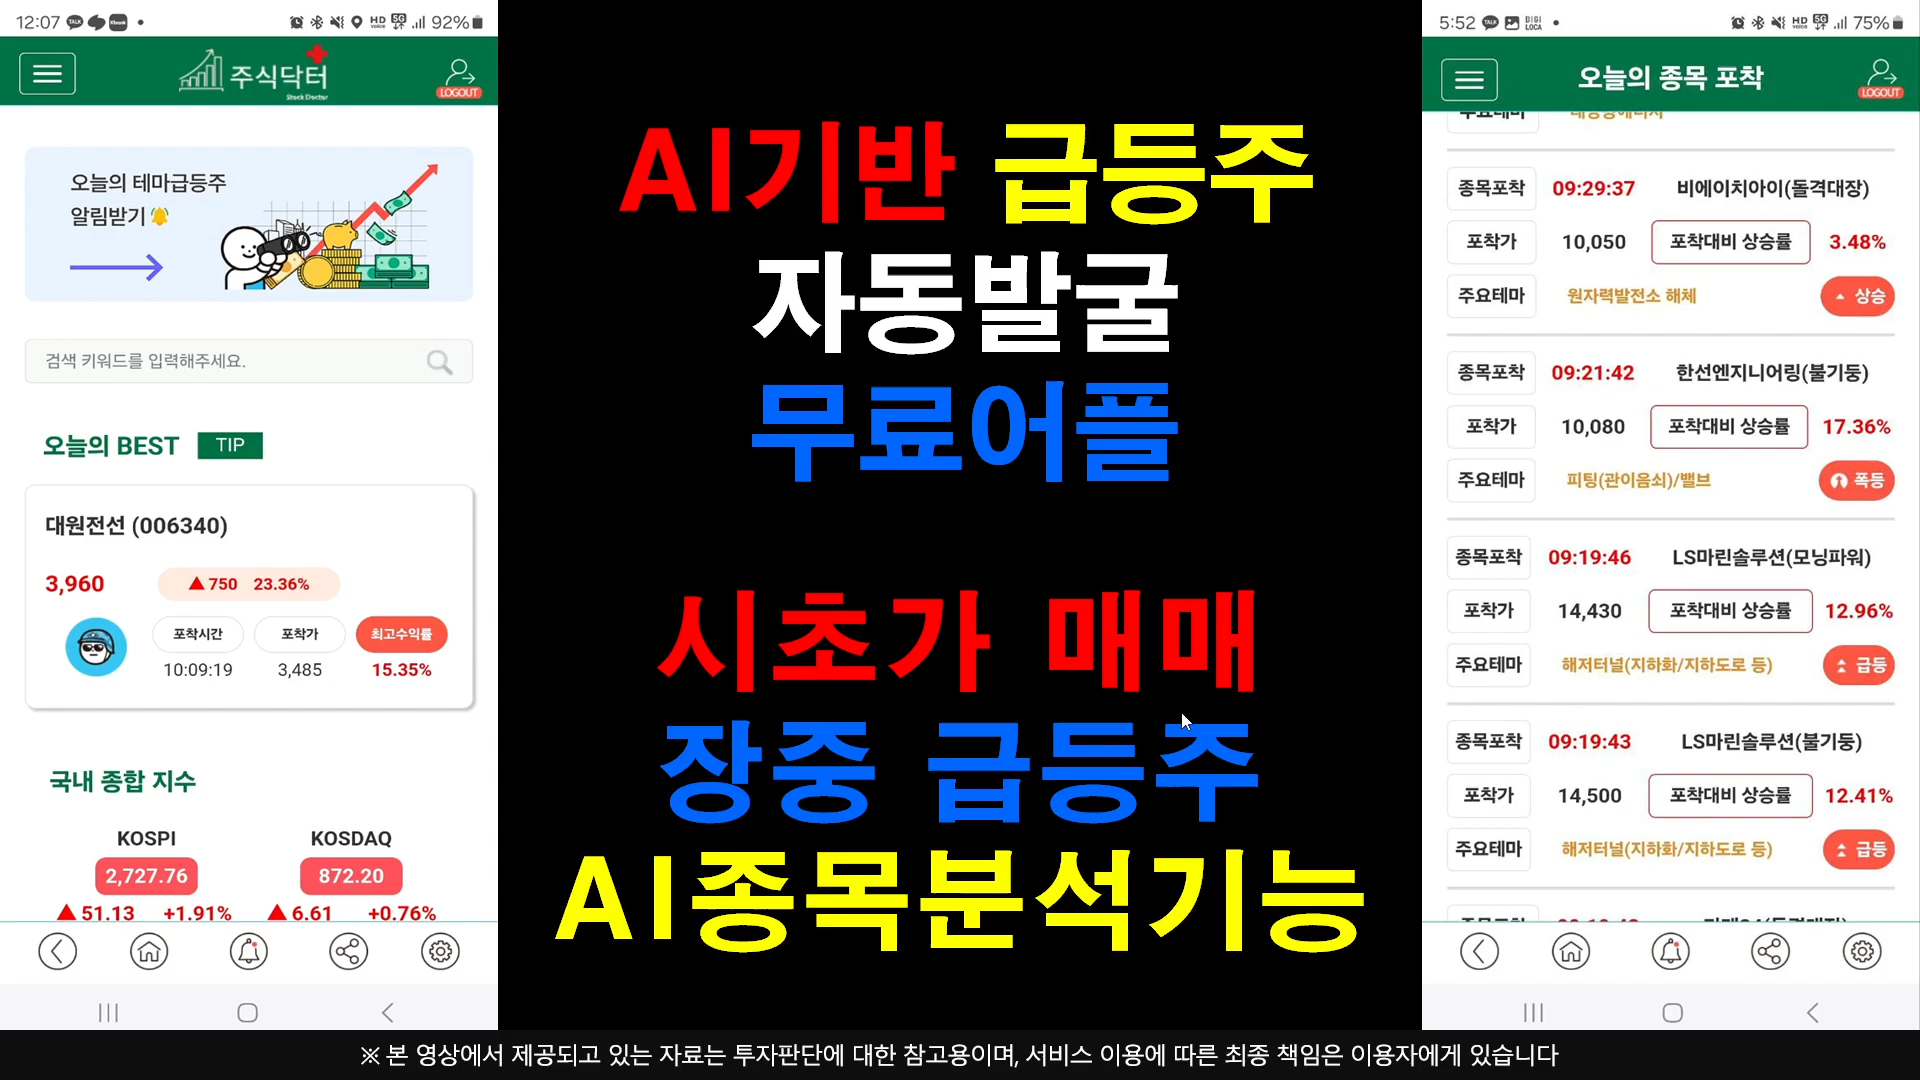 12:07
HD voice 5G 92%
주식닥터
Stock Doctor
LOGOUT
오늘의 테마급등주
알림받기
검색 키워드를 입력해주세요.
오늘의 BEST TIP
대원전선 (006340)
3,960 ▲ 750 23.36%
포착시간 포착가 최고수익률
10:09:19 3,485 15.35%
국내 종합 지수
KOSPI KOSDAQ
2,727.76 872.20
▲ 51.13 +1.91% ▲ 6.61 +0.76%
AI기반 급등주
자동발굴
무료어플
시초가 매매
장중 급등주
AI종목분석기능
5:52
HD voice 5G 75%
오늘의 종목 포착
LOGOUT
주요테마 태양광에너지
종목포착 09:29:37 비에이치아이(돌격대장)
포착가 10,050 포착대비 상승률 3.48%
주요테마 원자력발전소 해체 상승
종목포착 09:21:42 한선엔지니어링(불기둥)
포착가 10,080 포착대비 상승률 17.36%
주요테마 피팅(관이음쇠)/밸브 폭등
종목포착 09:19:46 LS마린솔루션(모닝파워)
포착가 14,430 포착대비 상승률 12.96%
주요테마 해저터널(지하화/지하도로 등) 급등
종목포착 09:19:43 LS마린솔루션(불기둥)
포착가 14,500 포착대비 상승률 12.41%
주요테마 해저터널(지하화/지하도로 등) 급등
※ 본 영상에서 제공되고 있는 자료는 투자판단에 대한 참고용이며, 서비스 이용에 따른 최종 책임은 이용자에게 있습니다